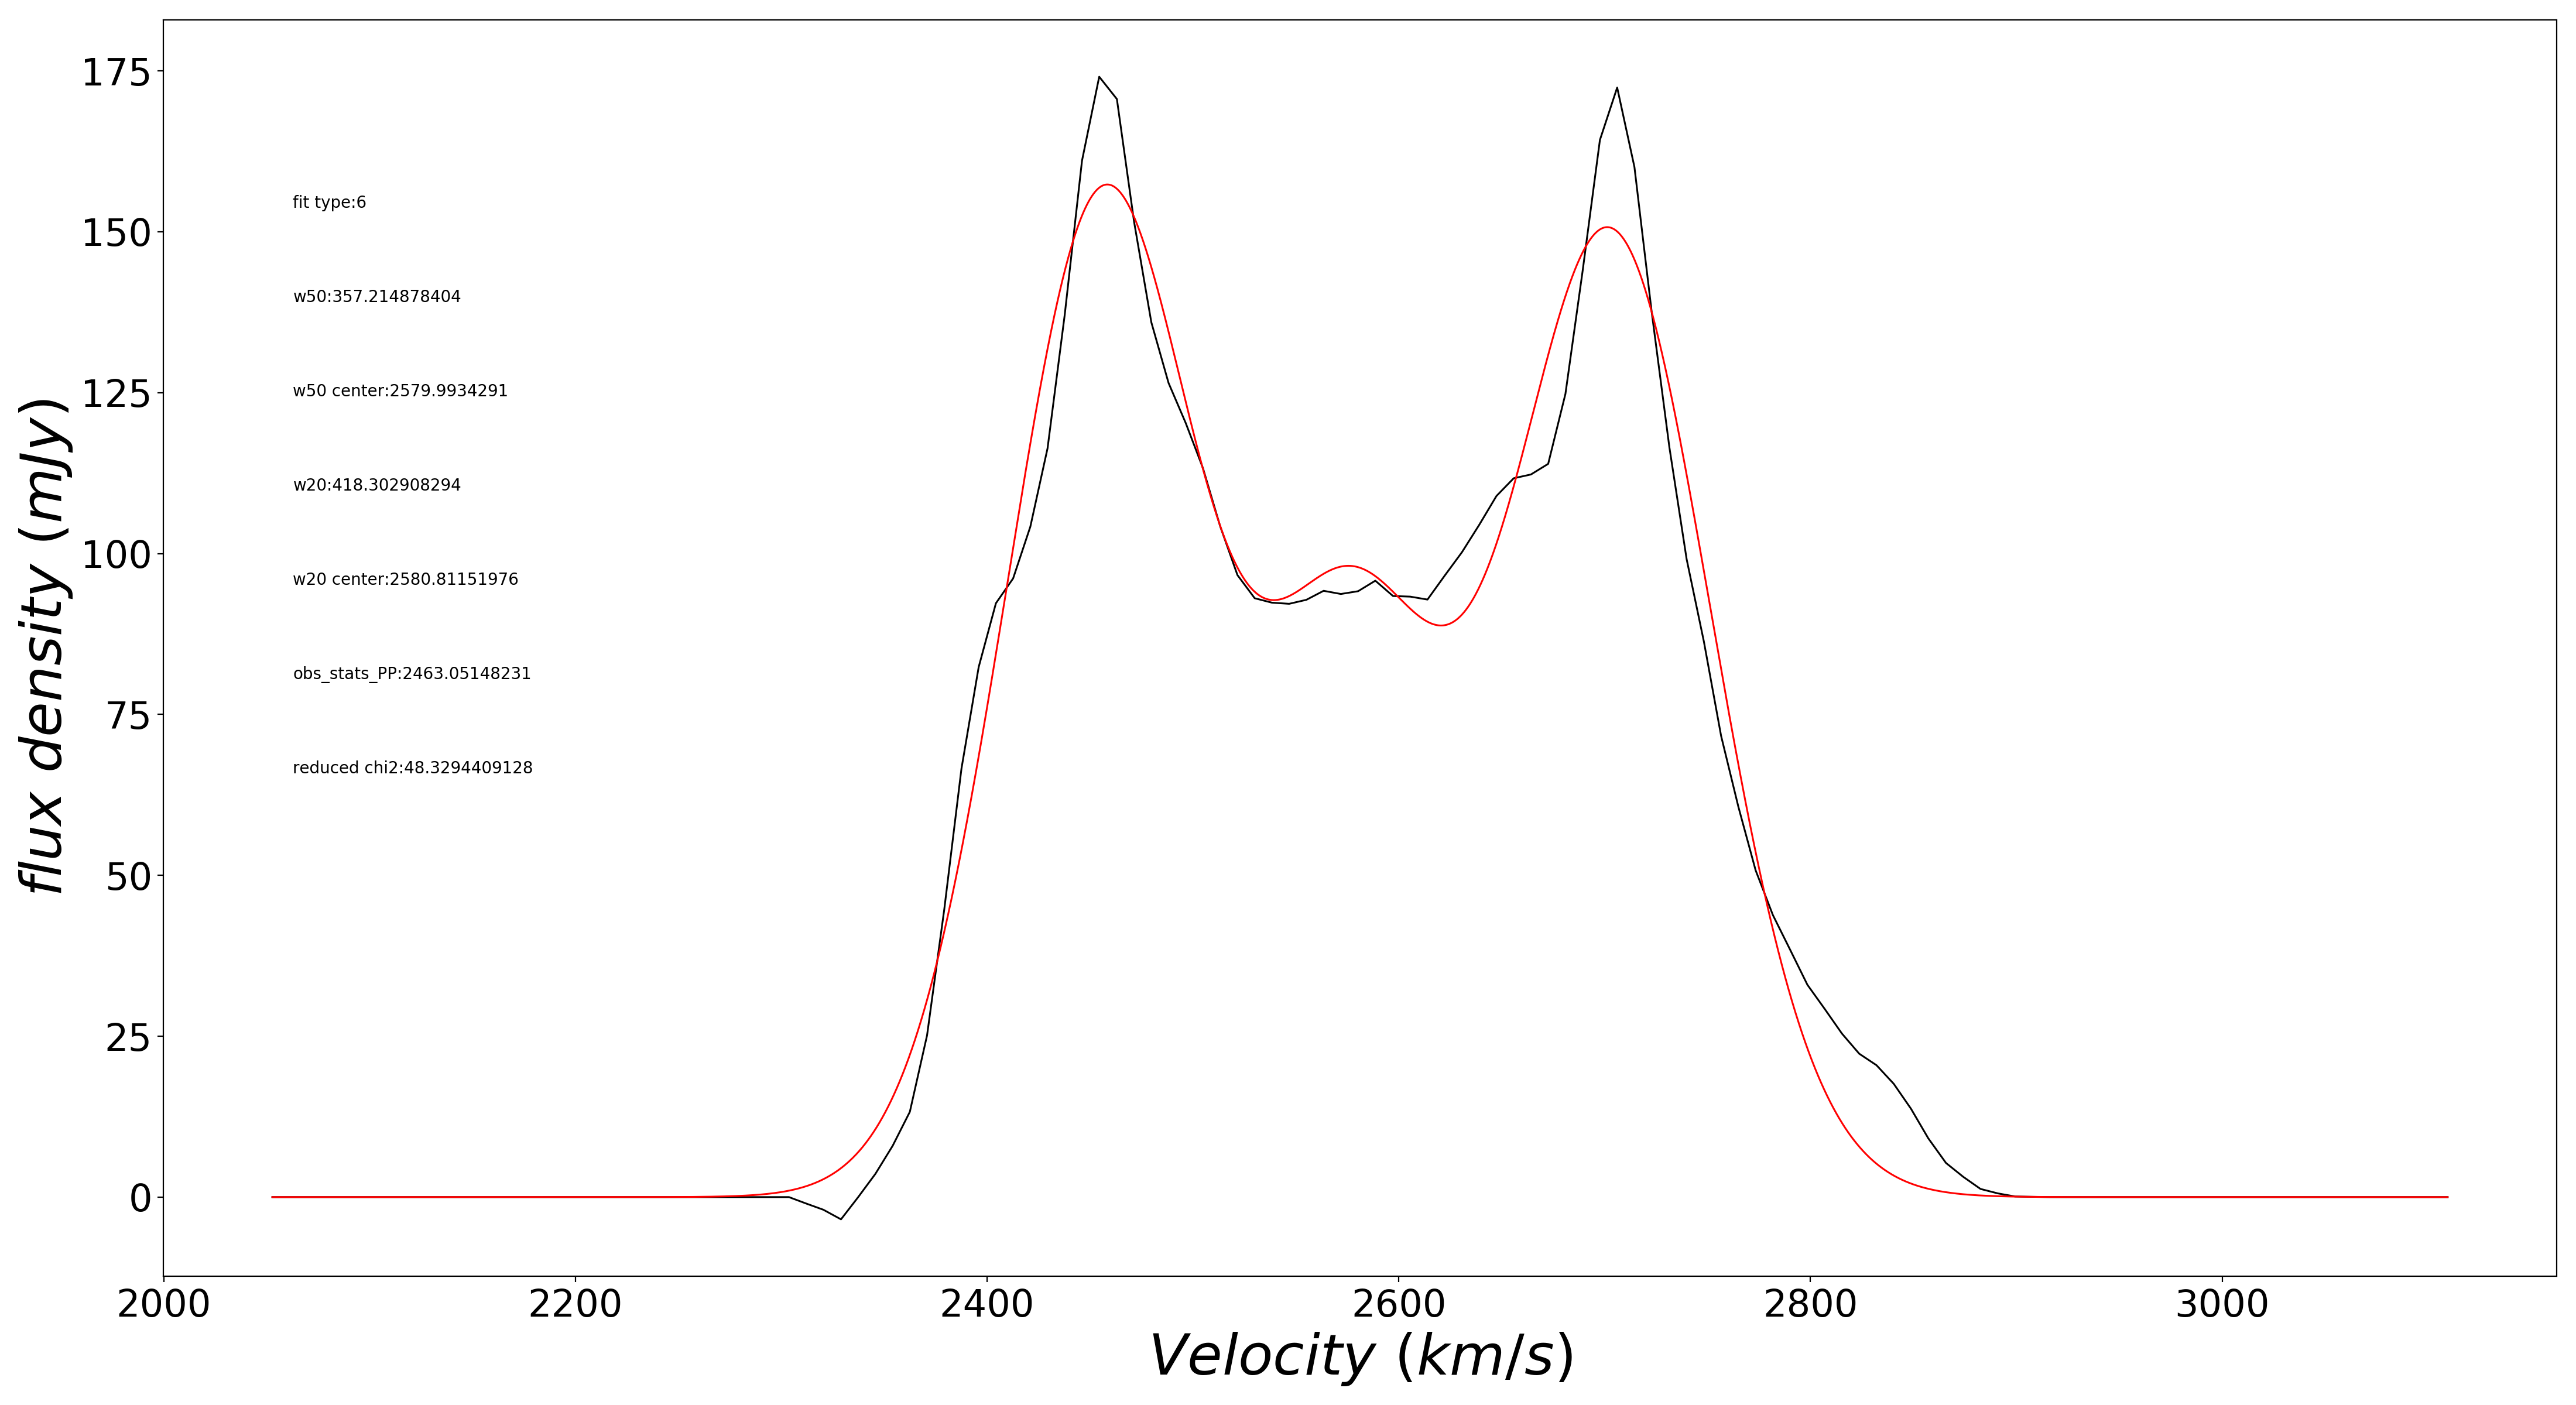 175
150
125
100
75
50
25
0
flux density (mJy)
fit type:6
w50:357.214878404
w50 center:2579.9934291
w20:418.302908294
w20 center:2580.81151976
obs_stats_PP:2463.05148231
reduced chi2:48.3294409128
2000 2200 2400 2600 2800 3000
Velocity (km/s)